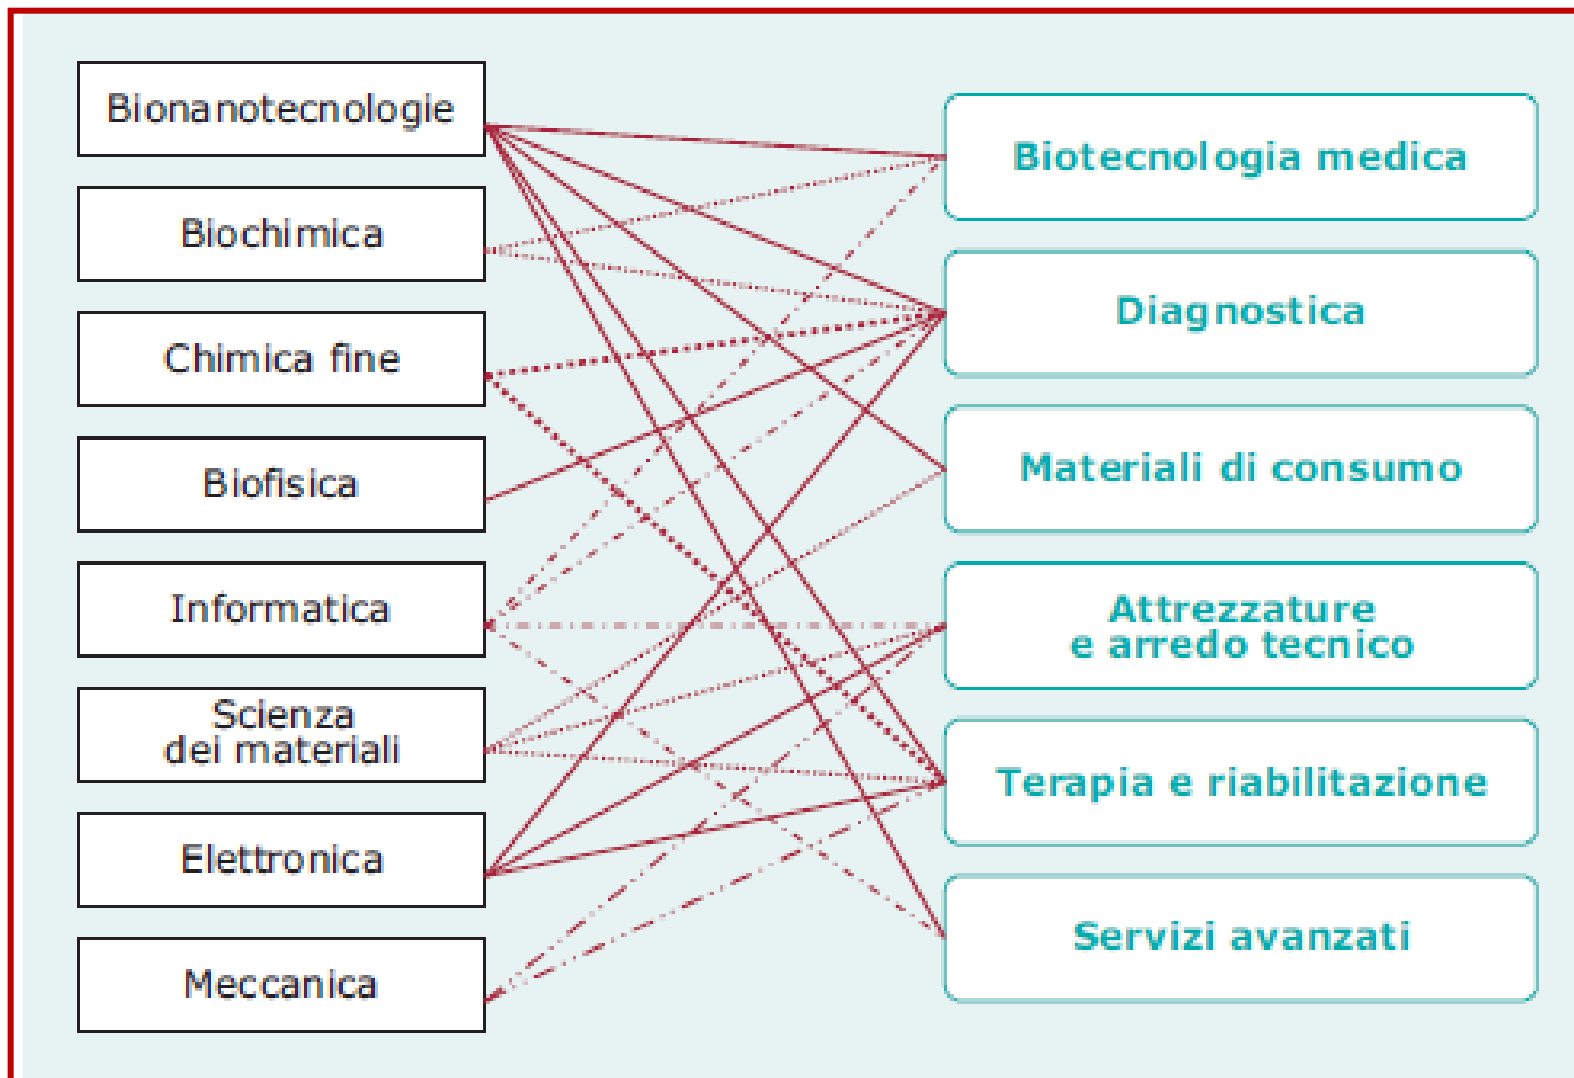 Bionanotecnologie
Biochimica
Chimica fine
Biofisica
Informatica
Scienza
dei materiali
Elettronica
Meccanica
Biotecnologia medica
Diagnostica
Materiali di consumo
Attrezzature
e arredo tecnico
Terapia e riabilitazione
Servizi avanzati